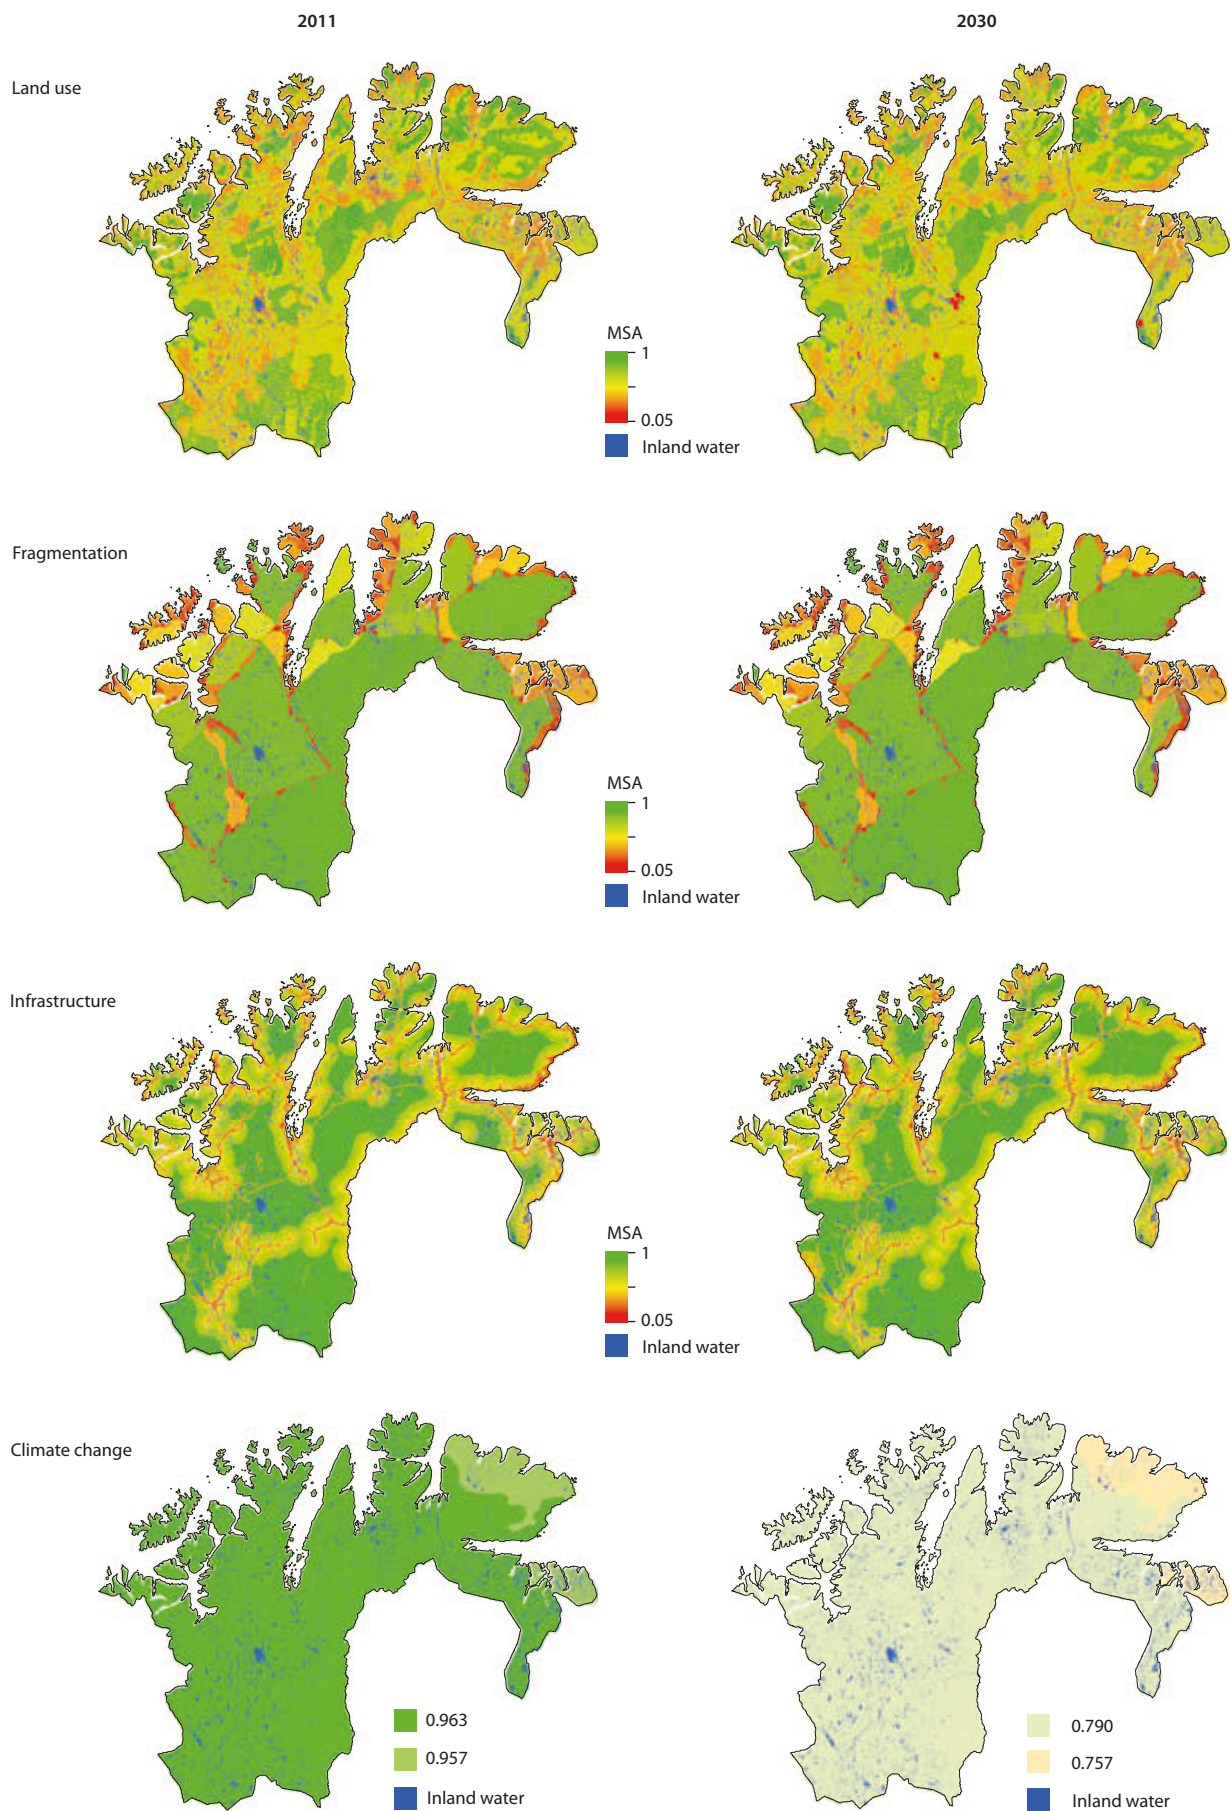 2011
2030
Land use
MSA
1
0.05
Inland water
Fragmentation
MSA
1
0.05
Inland water
Infrastructure
MSA
1
0.05
Inland water
Climate change
0.963
0.957
Inland water
0.790
0.757
Inland water